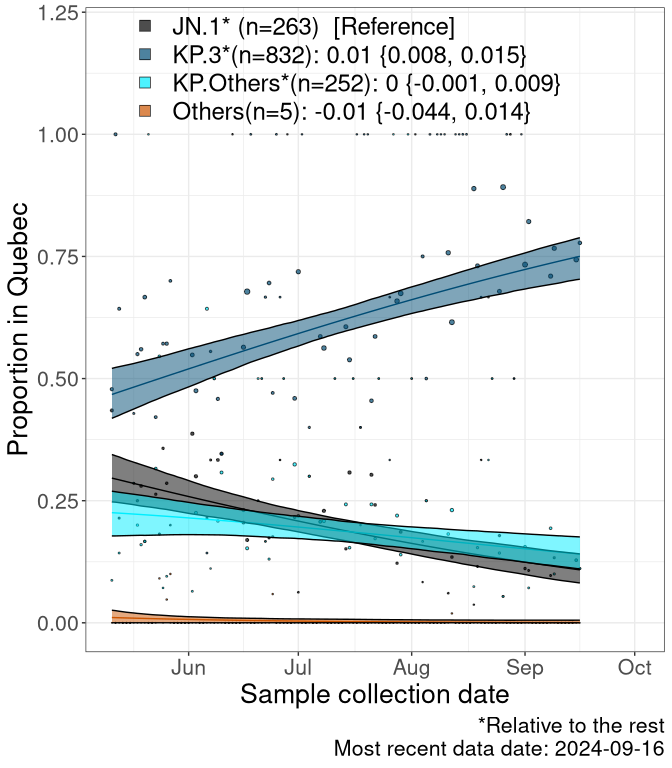 JN.1* (n=263)  [Reference]
KP.3*(n=832): 0.01 {0.008, 0.015}
KP.Others*(n=252): 0 {-0.001, 0.009}
Others(n=5): -0.01 {-0.044, 0.014}
1.25
1.00
0.75
0.50
0.25
0.00
Proportion in Quebec
Jun Jul Aug Sep Oct
Sample collection date
*Relative to the rest
Most recent data date: 2024-09-16